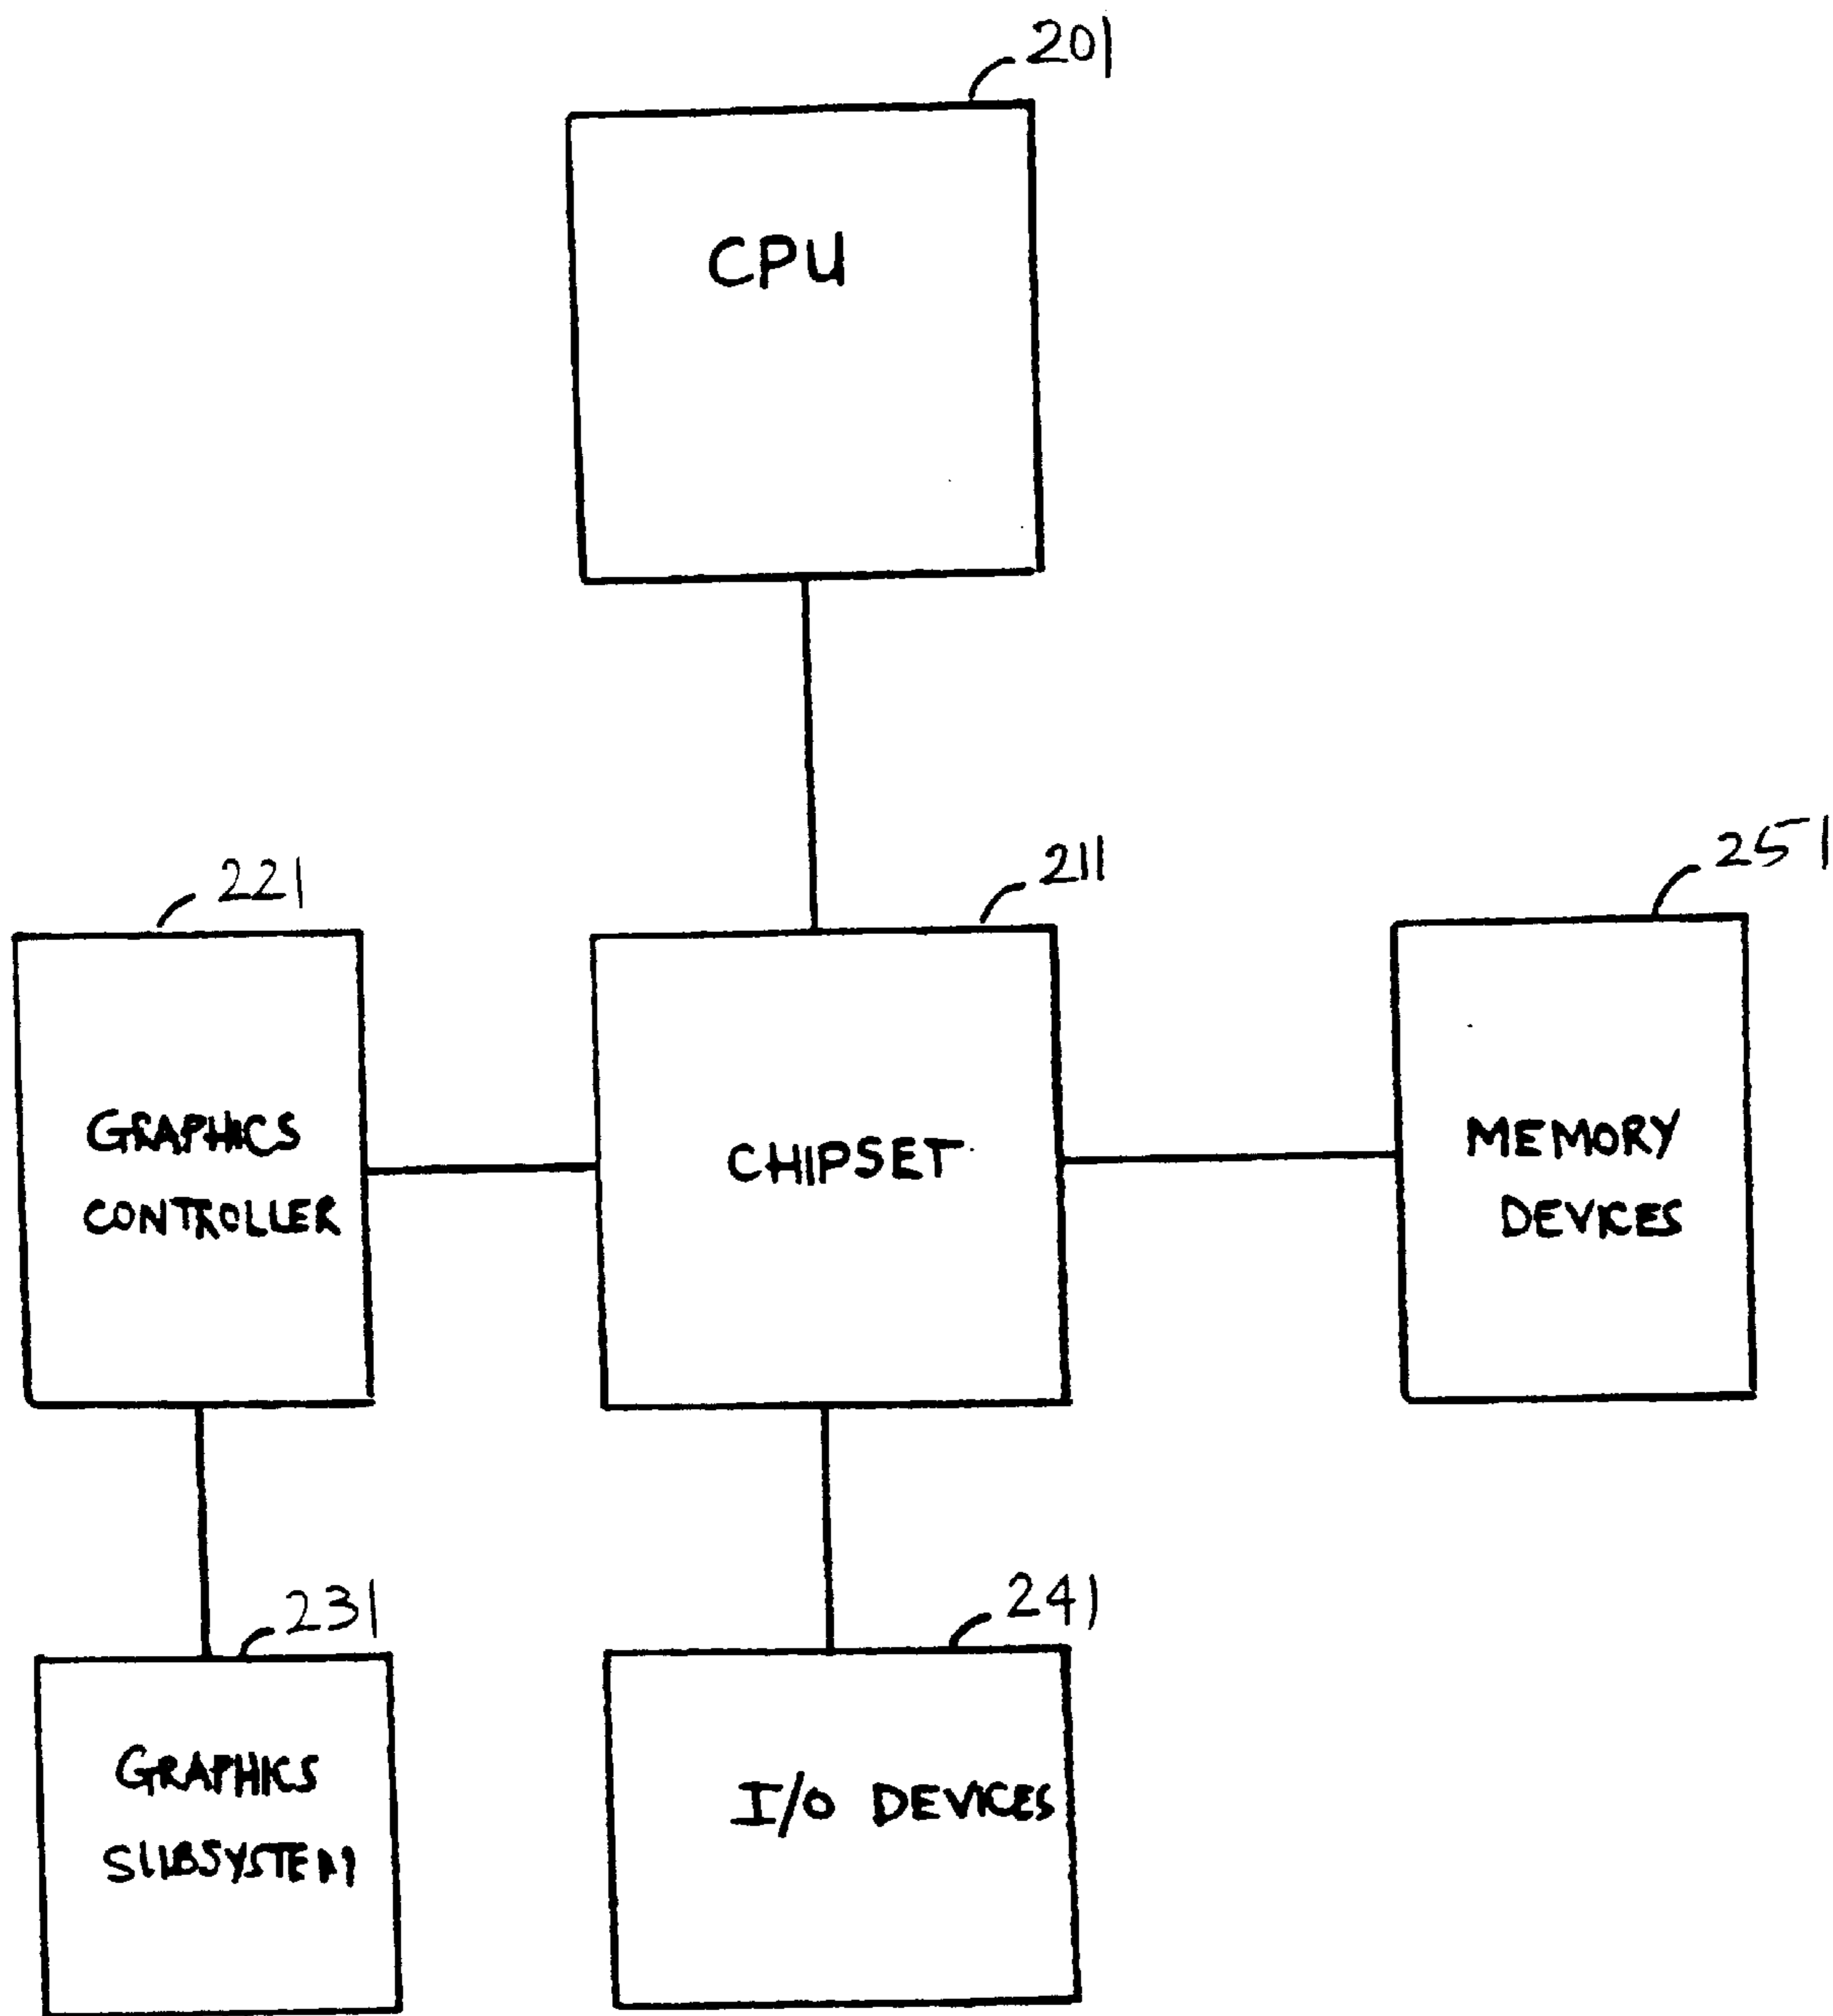 201
CPU
221
211
251
GRAPHICS
CONTROLLER
CHIPSET
MEMORY
DEVICES
231
241
GRAPHICS
SUBSYSTEM
I/O DEVICES